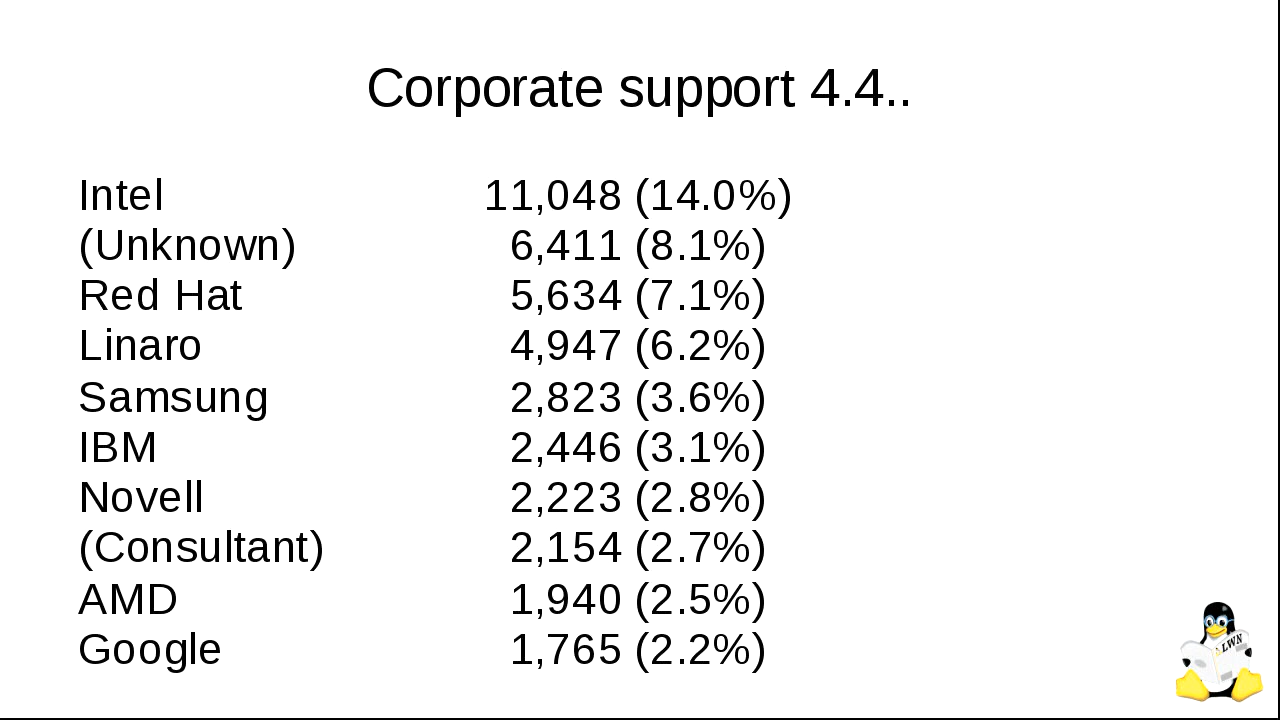 Corporate support 4.4..
Intel 11,048 (14.0%)
(Unknown) 6,411 (8.1%)
Red Hat 5,634 (7.1%)
Linaro 4,947 (6.2%)
Samsung 2,823 (3.6%)
IBM 2,446 (3.1%)
Novell 2,223 (2.8%)
(Consultant) 2,154 (2.7%)
AMD 1,940 (2.5%)
Google 1,765 (2.2%)
LWN